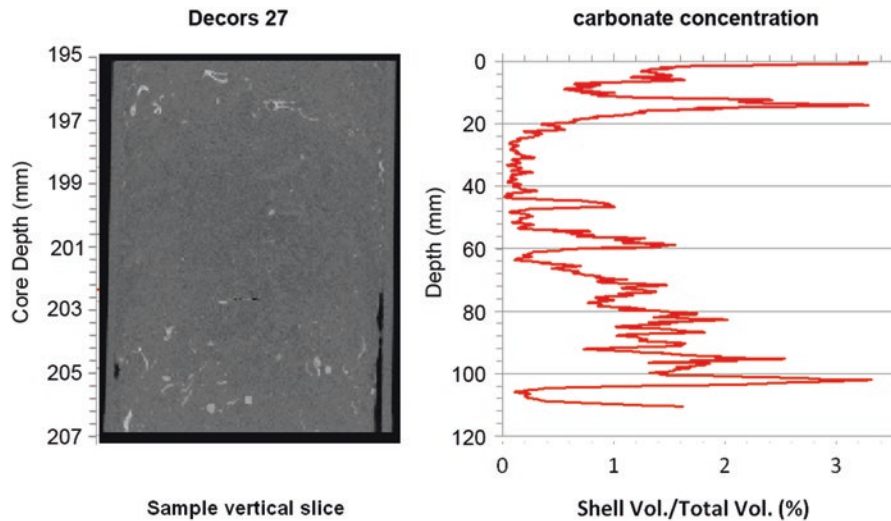 Decors 27
Core Depth (mm)
195
197
199
201
203
205
207
Sample vertical slice
carbonate concentration
Depth (mm)
0
20
40
60
80
100
120
0 1 2 3
Shell Vol./Total Vol. (%)